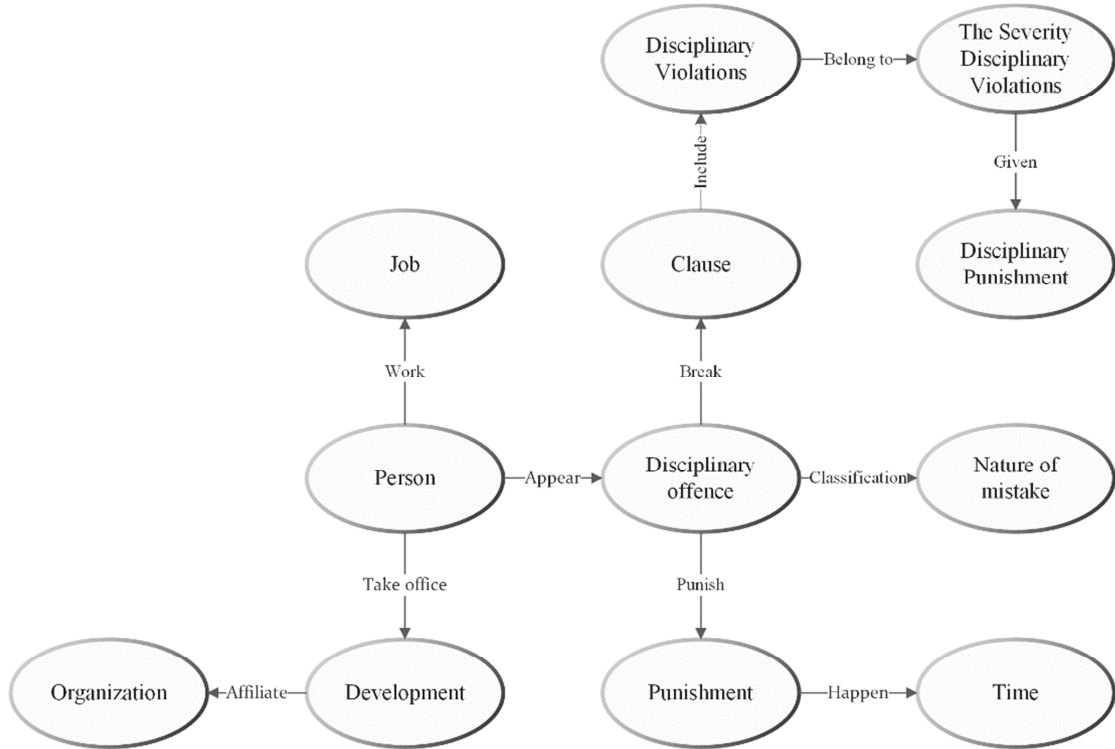 Disciplinary
Violations
Belong to
The Severity
Disciplinary
Violations
Include
Given
Job
Clause
Disciplinary
Punishment
Work
Break
Person
Appear
Disciplinary
offence
Classification
Nature of
mistake
Take office
Punish
Organization
Affiliate
Development
Punishment
Happen
Time